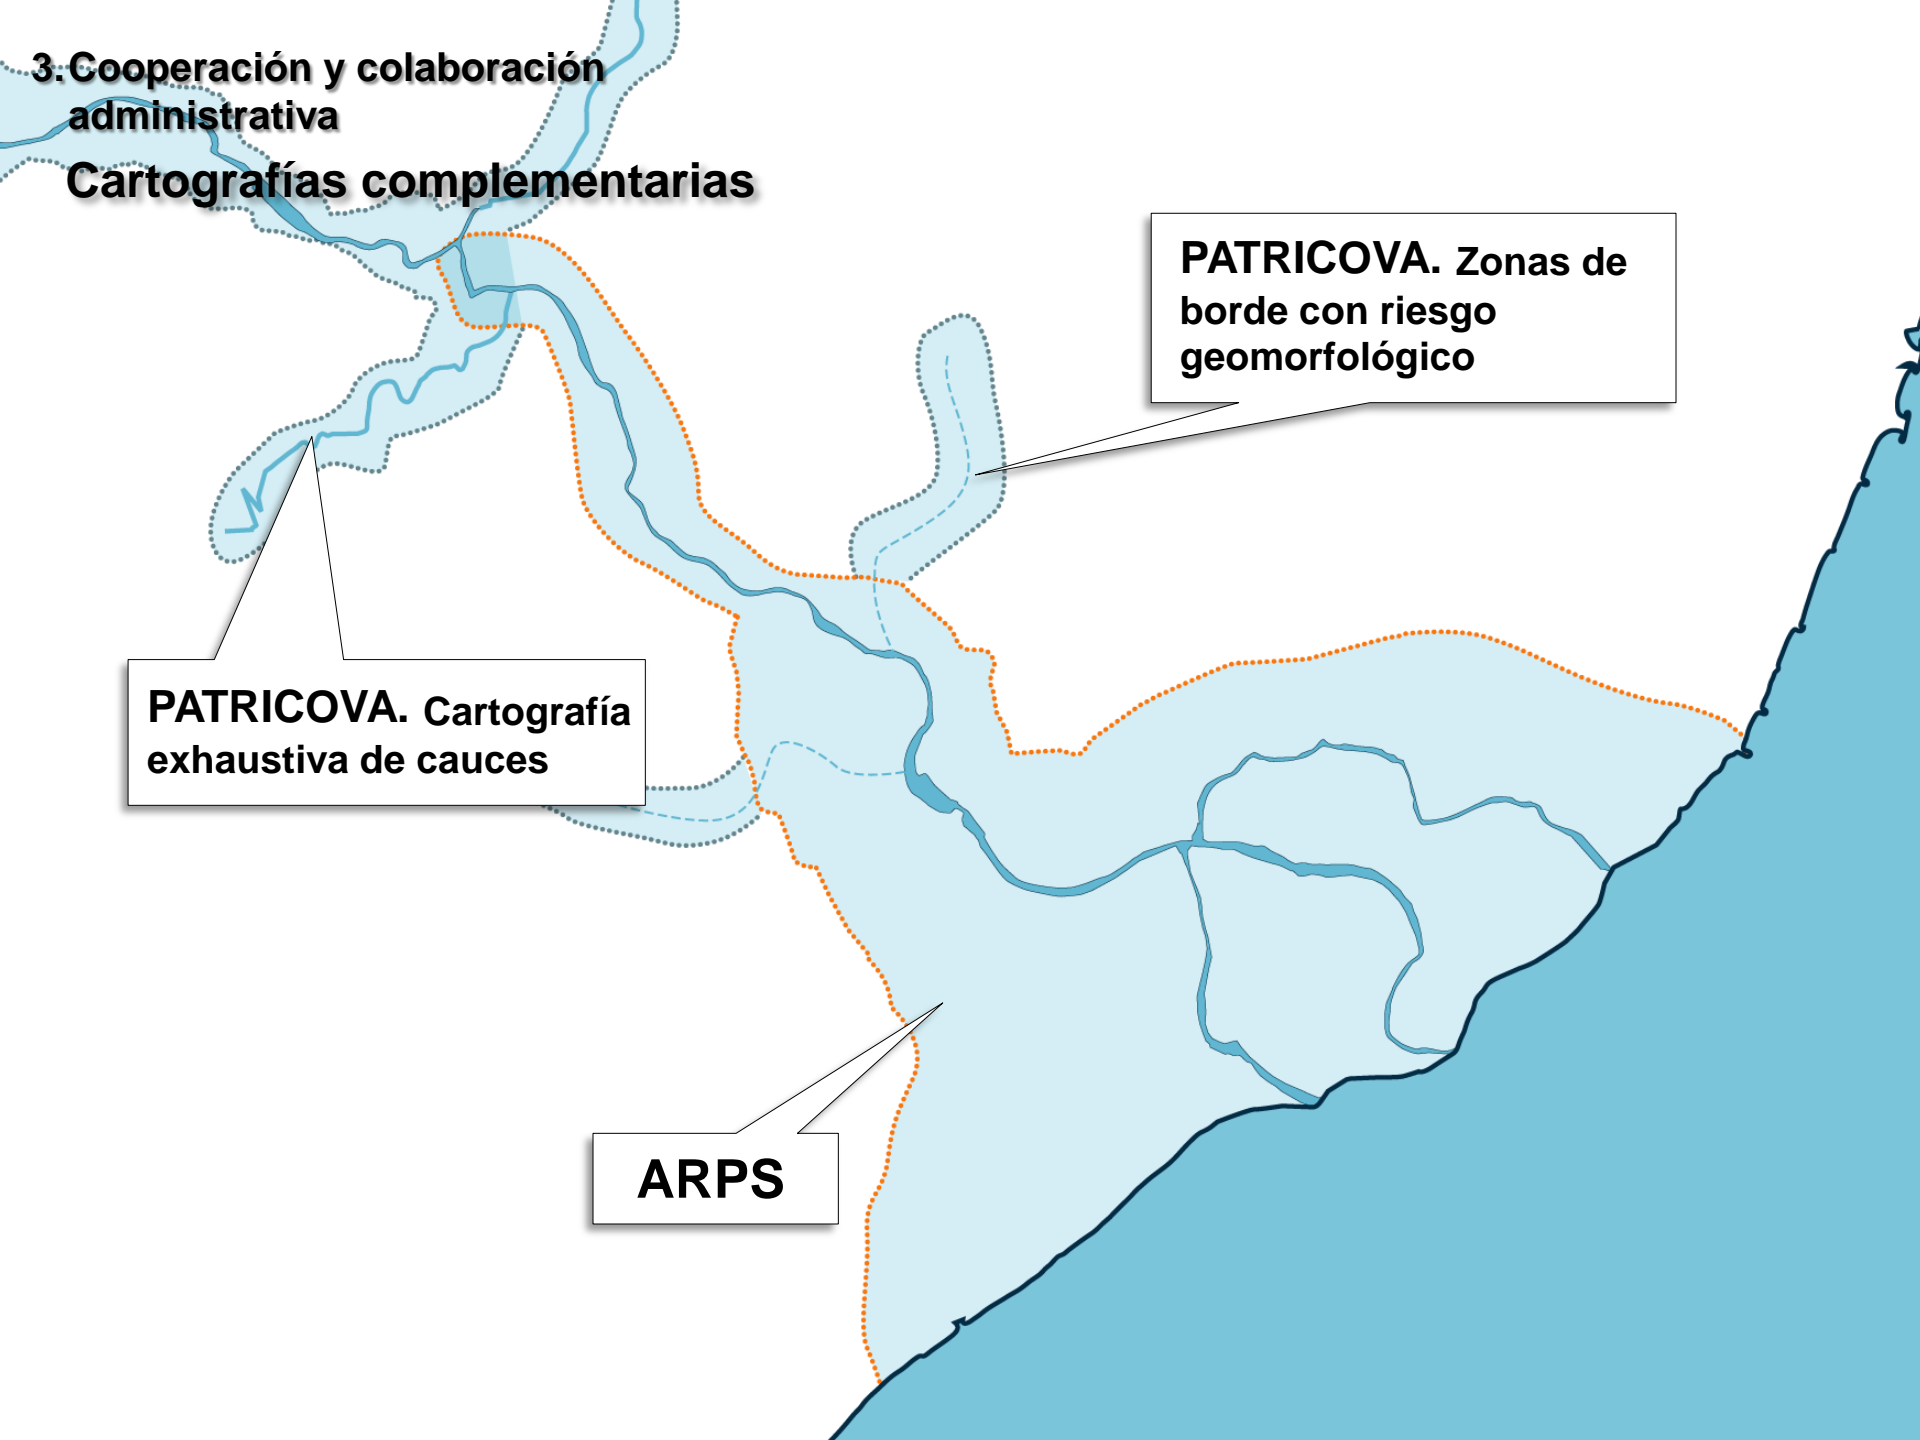 3. Cooperación y colaboración
administrativa
Cartografías complementarias
PATRICOVA. Zonas de
borde con riesgo
geomorfológico
PATRICOVA. Cartografía
exhaustiva de cauces
ARPS